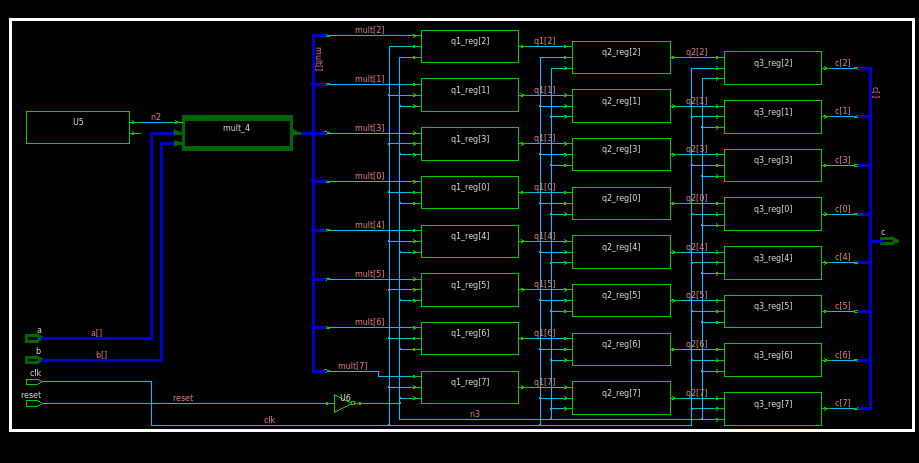 mult[2] q1_reg[2] q1[2] q2_reg[2] q2[2] q3_reg[2] c[2]
mult[] c[]
mult[1] q1_reg[1] q1[1] q2_reg[1] q2[1] q3_reg[1] c[1]
U5 n2 mult_4
mult[3] q1_reg[3] q1[3] q2_reg[3] q2[3] q3_reg[3] c[3]
mult[0] q1_reg[0] q1[0] q2_reg[0] q2[0] q3_reg[0] c[0]
mult[4] q1_reg[4] q1[4] q2_reg[4] q2[4] q3_reg[4] c[4]
c
mult[5] q1_reg[5] q1[5] q2_reg[5] q2[5] q3_reg[5] c[5]
mult[6] q1_reg[6] q1[6] q2_reg[6] q2[6] q3_reg[6] c[6]
a a[]
b b[]
mult[7] q1_reg[7] q1[7] q2_reg[7] q2[7] q3_reg[7] c[7]
clk
reset reset U6
clk n3